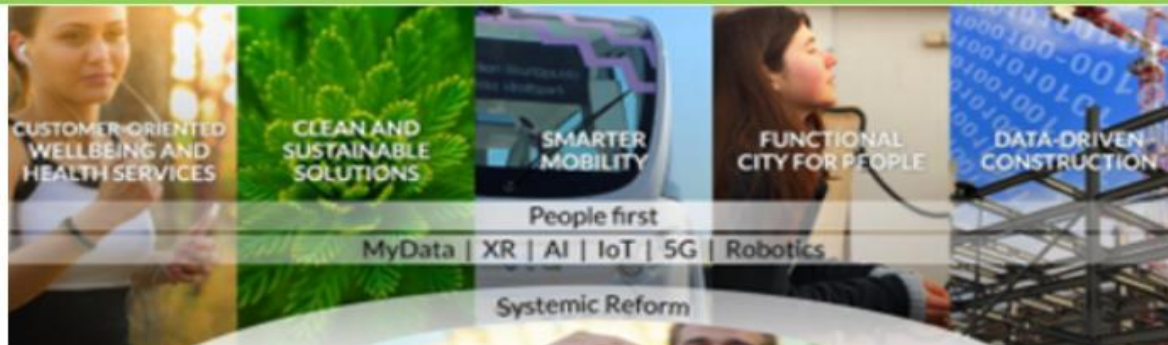 CUSTOMER-ORIENTED
WELLBEING AND
HEALTH SERVICES
CLEAN AND
SUSTAINABLE
SOLUTIONS
SMARTER
MOBILITY
FUNCTIONAL
CITY FOR PEOPLE
DATA-DRIVEN
CONSTRUCTION
People first
MyData | XR | AI | IoT | 5G | Robotics
Systemic Reform